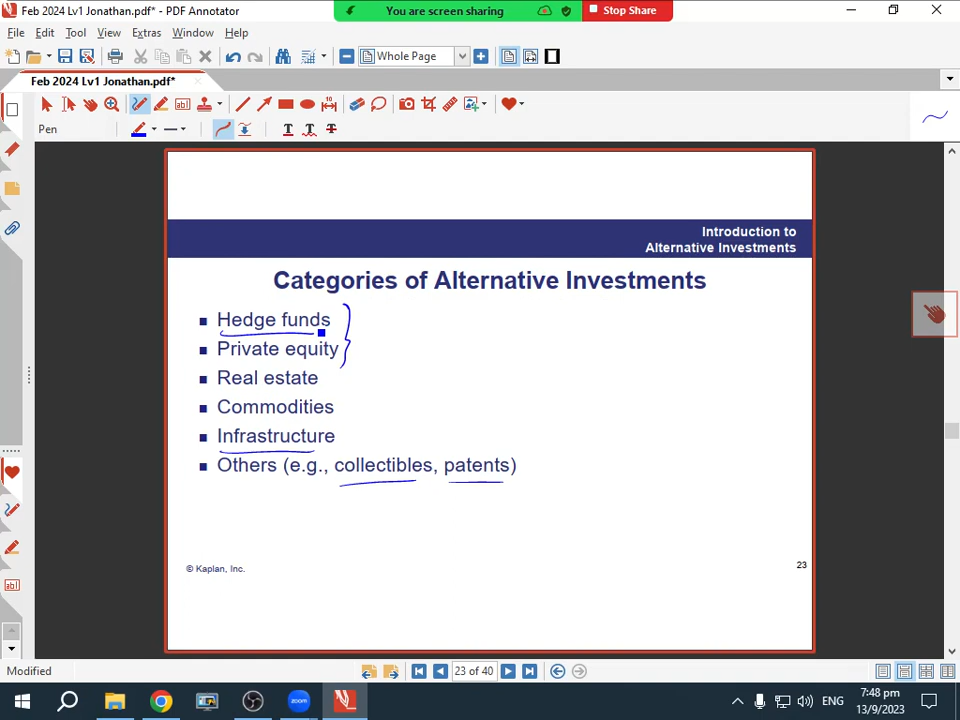 Feb 2024 Lv1 Jonathan.pdf* - PDF Annotator
You are screen sharing
Stop Share
File Edit Tool View Extras Window Help
Whole Page
Feb 2024 Lv1 Jonathan.pdf*
Pen
Introduction to
Alternative Investments
Categories of Alternative Investments
Hedge funds
Private equity
Real estate
Commodities
Infrastructure
Others (e.g., collectibles, patents)
© Kaplan, Inc.
23
Modified
23 of 40
zoom
ENG
7:48 pm
13/9/2023